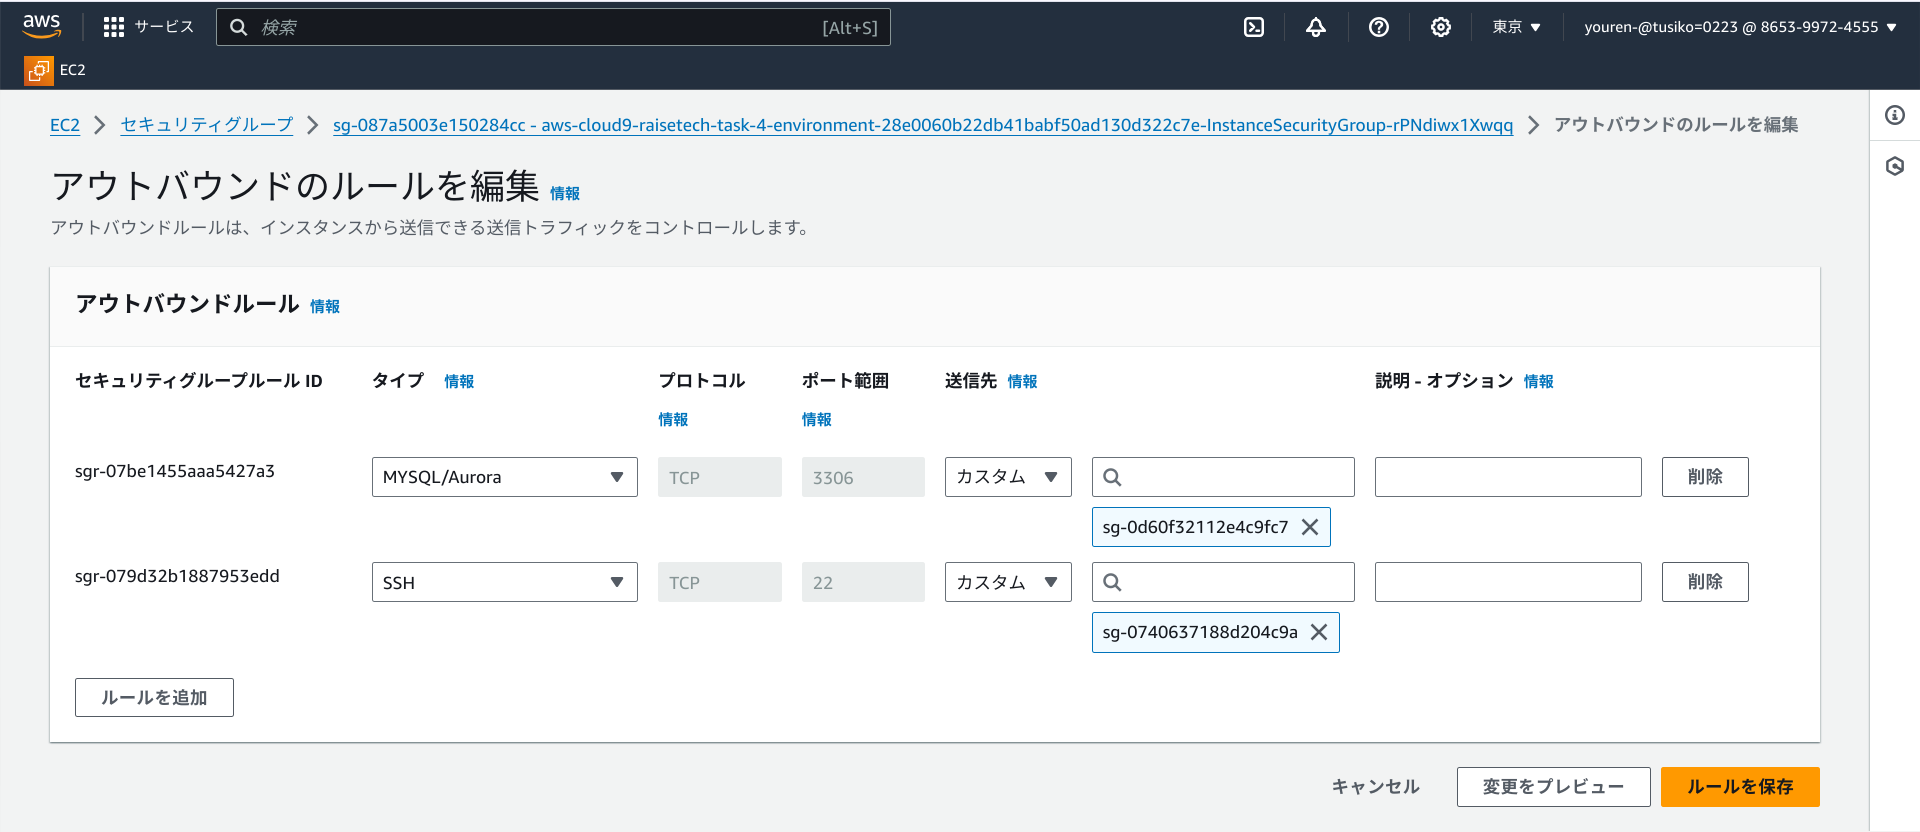 aws
サービス
検索
[Alt+S]
東京
youren-@tusiko=0223 @ 8653-9972-4555
EC2
EC2
セキュリティグループ
sg-087a5003e150284cc - aws-cloud9-raisetech-task-4-environment-28e0060b22db41babf50ad130d322c7e-InstanceSecurityGroup-rPNdiwx1Xwqq
アウトバウンドのルールを編集
アウトバウンドのルールを編集 情報
アウトバウンドルールは、インスタンスから送信できる送信トラフィックをコントロールします。
アウトバウンドルール 情報
セキュリティグループルール ID
タイプ 情報
プロトコル 情報
ポート範囲 情報
送信先 情報
説明 - オプション 情報
sgr-07be1455aaa5427a3
MYSQL/Aurora
TCP
3306
カスタム
削除
sg-0d60f32112e4c9fc7
sgr-079d32b1887953edd
SSH
TCP
22
カスタム
削除
sg-0740637188d204c9a
ルールを追加
キャンセル
変更をプレビュー
ルールを保存